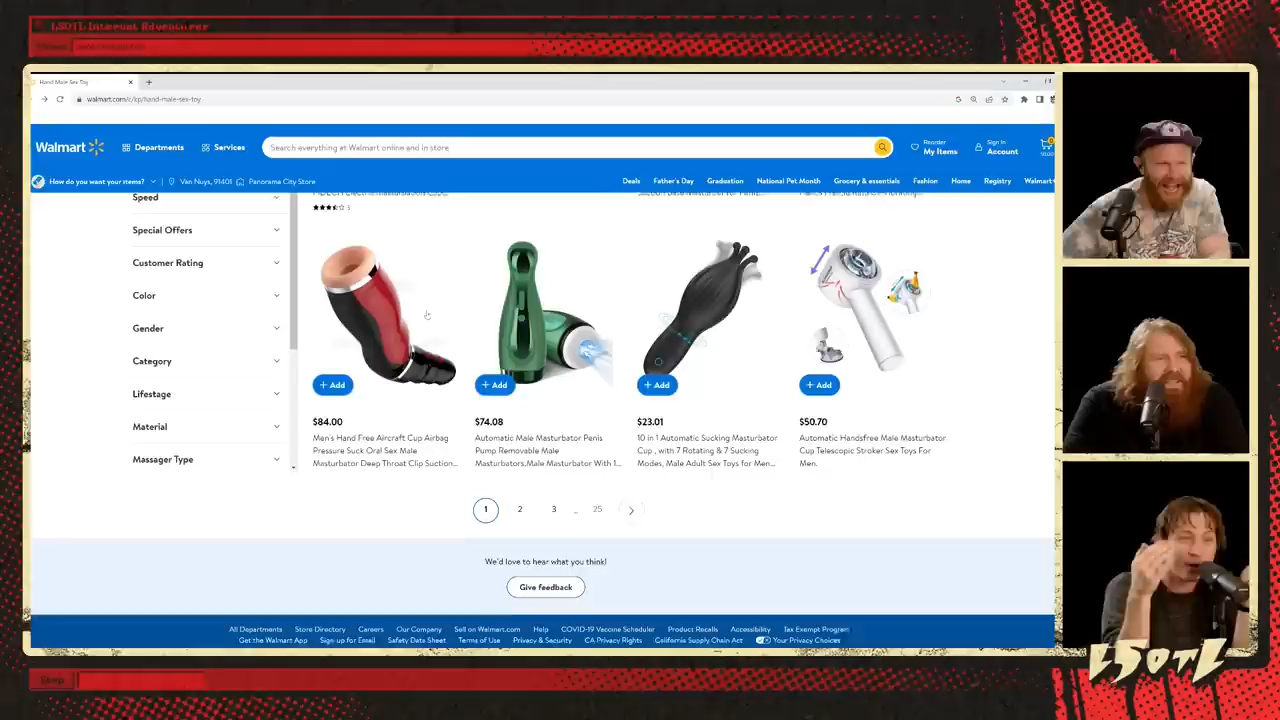 LSOTL Internet Adventurer
Hand Male Sex Toy
walmart.com/c/kp/hand-male-sex-toy
Walmart
Departments
Services
Search everything at Walmart online and in store
Reorder
My Items
Sign In
Account
0
How do you want your items?
Van Nuys, 91401
Panorama City Store
Deals
Father's Day
Graduation
National Pet Month
Grocery & essentials
Fashion
Home
Registry
Walmart+
Speed
Special Offers
Customer Rating
Color
Gender
Category
Lifestage
Material
Massager Type
+ Add
$84.00
Men's Hand Free Aircraft Cup Airbag
Pressure Suck Oral Sex Male
Masturbator Deep Throat Clip Suction...
+ Add
$74.08
Automatic Male Masturbator Penis
Pump Removable Male
Masturbators,Male Masturbator With 1...
+ Add
$23.01
10 in 1 Automatic Sucking Masturbator
Cup , with 7 Rotating & 7 Sucking
Modes, Male Adult Sex Toys for Men...
+ Add
$50.70
Automatic Handsfree Male Masturbator
Cup Telescopic Stroker Sex Toys For
Men.
1 2 3 ... 25
We'd love to hear what you think!
Give feedback
All Departments Store Directory Careers Our Company Sell on Walmart.com Help COVID-19 Vaccine Scheduler Product Recalls Accessibility Tax Exempt Program
Get the Walmart App Sign-up for Email Safety Data Sheet Terms of Use Privacy & Security CA Privacy Rights California Supply Chain Act Your Privacy Choices
LSOTL